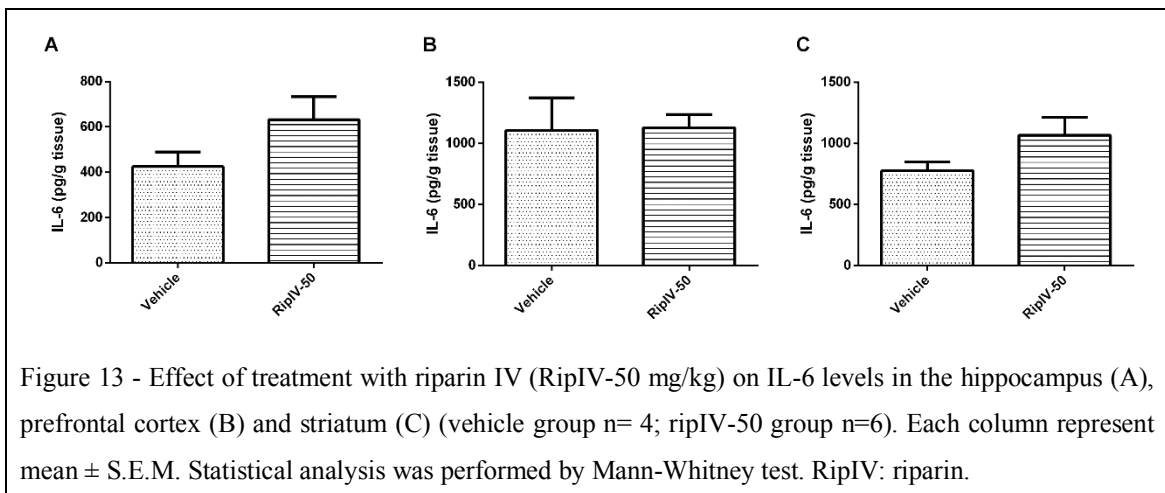 A
B
C
IL-6 (pg/g tissue)
800
600
400
200
0
Vehicle
RipIV-50
IL-6 (pg/g tissue)
1500
1000
500
0
Vehicle
RipIV-50
IL-6 (pg/g tissue)
1500
1000
500
0
Vehicle
RipIV-50
Figure 13 - Effect of treatment with riparin IV (RipIV-50 mg/kg) on IL-6 levels in the hippocampus (A),
prefrontal cortex (B) and striatum (C) (vehicle group n= 4; ripIV-50 group n=6). Each column represent
mean ± S.E.M. Statistical analysis was performed by Mann-Whitney test. RipIV: riparin.